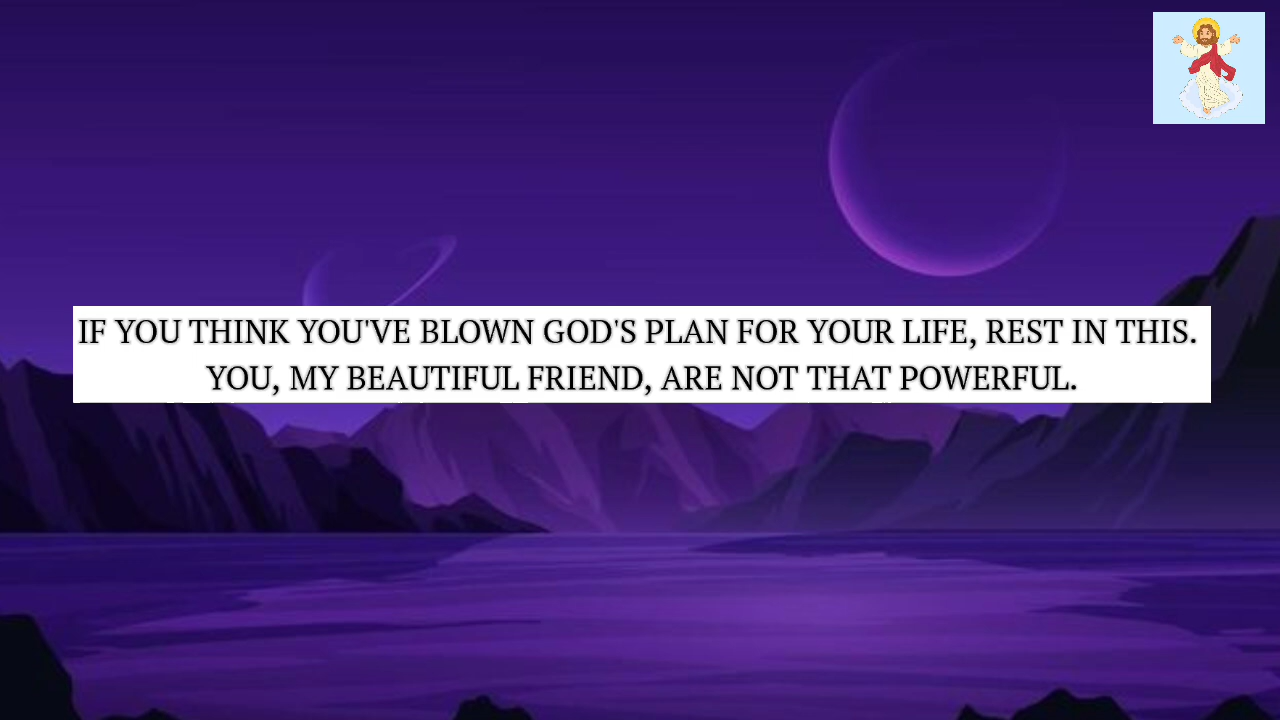 IF YOU THINK YOU'VE BLOWN GOD'S PLAN FOR YOUR LIFE, REST IN THIS.
YOU, MY BEAUTIFUL FRIEND, ARE NOT THAT POWERFUL.